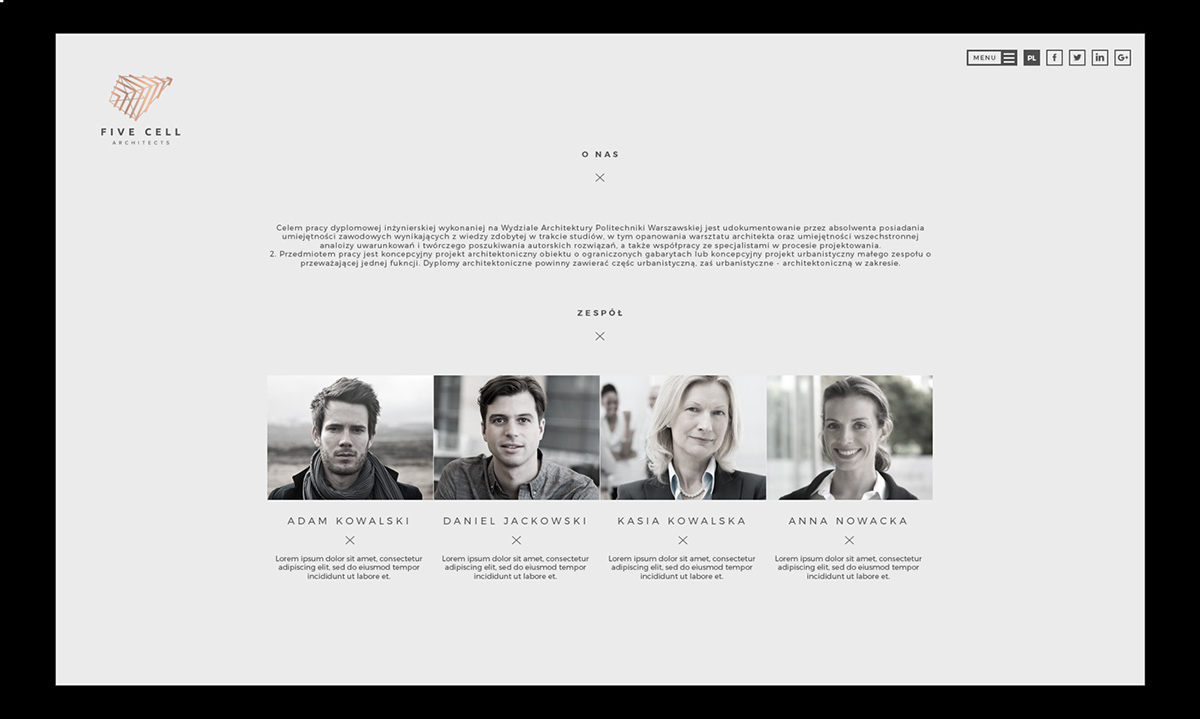 MENU
PL
f
in
G+
FIVE CELL
ARCHITECTS
O NAS
Celem pracy dyplomowej inżynierskiej wykonaniej na Wydziale Architektury Politechniki Warszawskiej jest udokumentowanie przez absolwenta posiadania
umiejętności zawodowych wynikających z wiedzy zdobytej w trakcie studiów, w tym opanowania warsztatu architekta oraz umiejętności wszechstronnej
analoizy uwarunkowań i twórczego poszukiwania autorskich rozwiązań, a także współpracy ze specjalistami w procesie projektowania.
2. Przedmiotem pracy jest koncepcyjny projekt architektoniczny obiektu o ograniczonych gabarytach lub koncepcyjny projekt urbanistyczny małego zespołu o
przeważającej jednej fukncji. Dyplomy architektoniczne powinny zawierać częśc urbanistyczną, zaś urbanistyczne - architektoniczną w zakresie.
ZESPÓŁ
ADAM KOWALSKI
Lorem ipsum dolor sit amet, consectetur
adipiscing elit, sed do eiusmod tempor
incididunt ut labore et.
DANIEL JACKOWSKI
Lorem ipsum dolor sit amet, consectetur
adipiscing elit, sed do eiusmod tempor
incididunt ut labore et.
KASIA KOWALSKA
Lorem ipsum dolor sit amet, consectetur
adipiscing elit, sed do eiusmod tempor
incididunt ut labore et.
ANNA NOWACKA
Lorem ipsum dolor sit amet, consectetur
adipiscing elit, sed do eiusmod tempor
incididunt ut labore et.